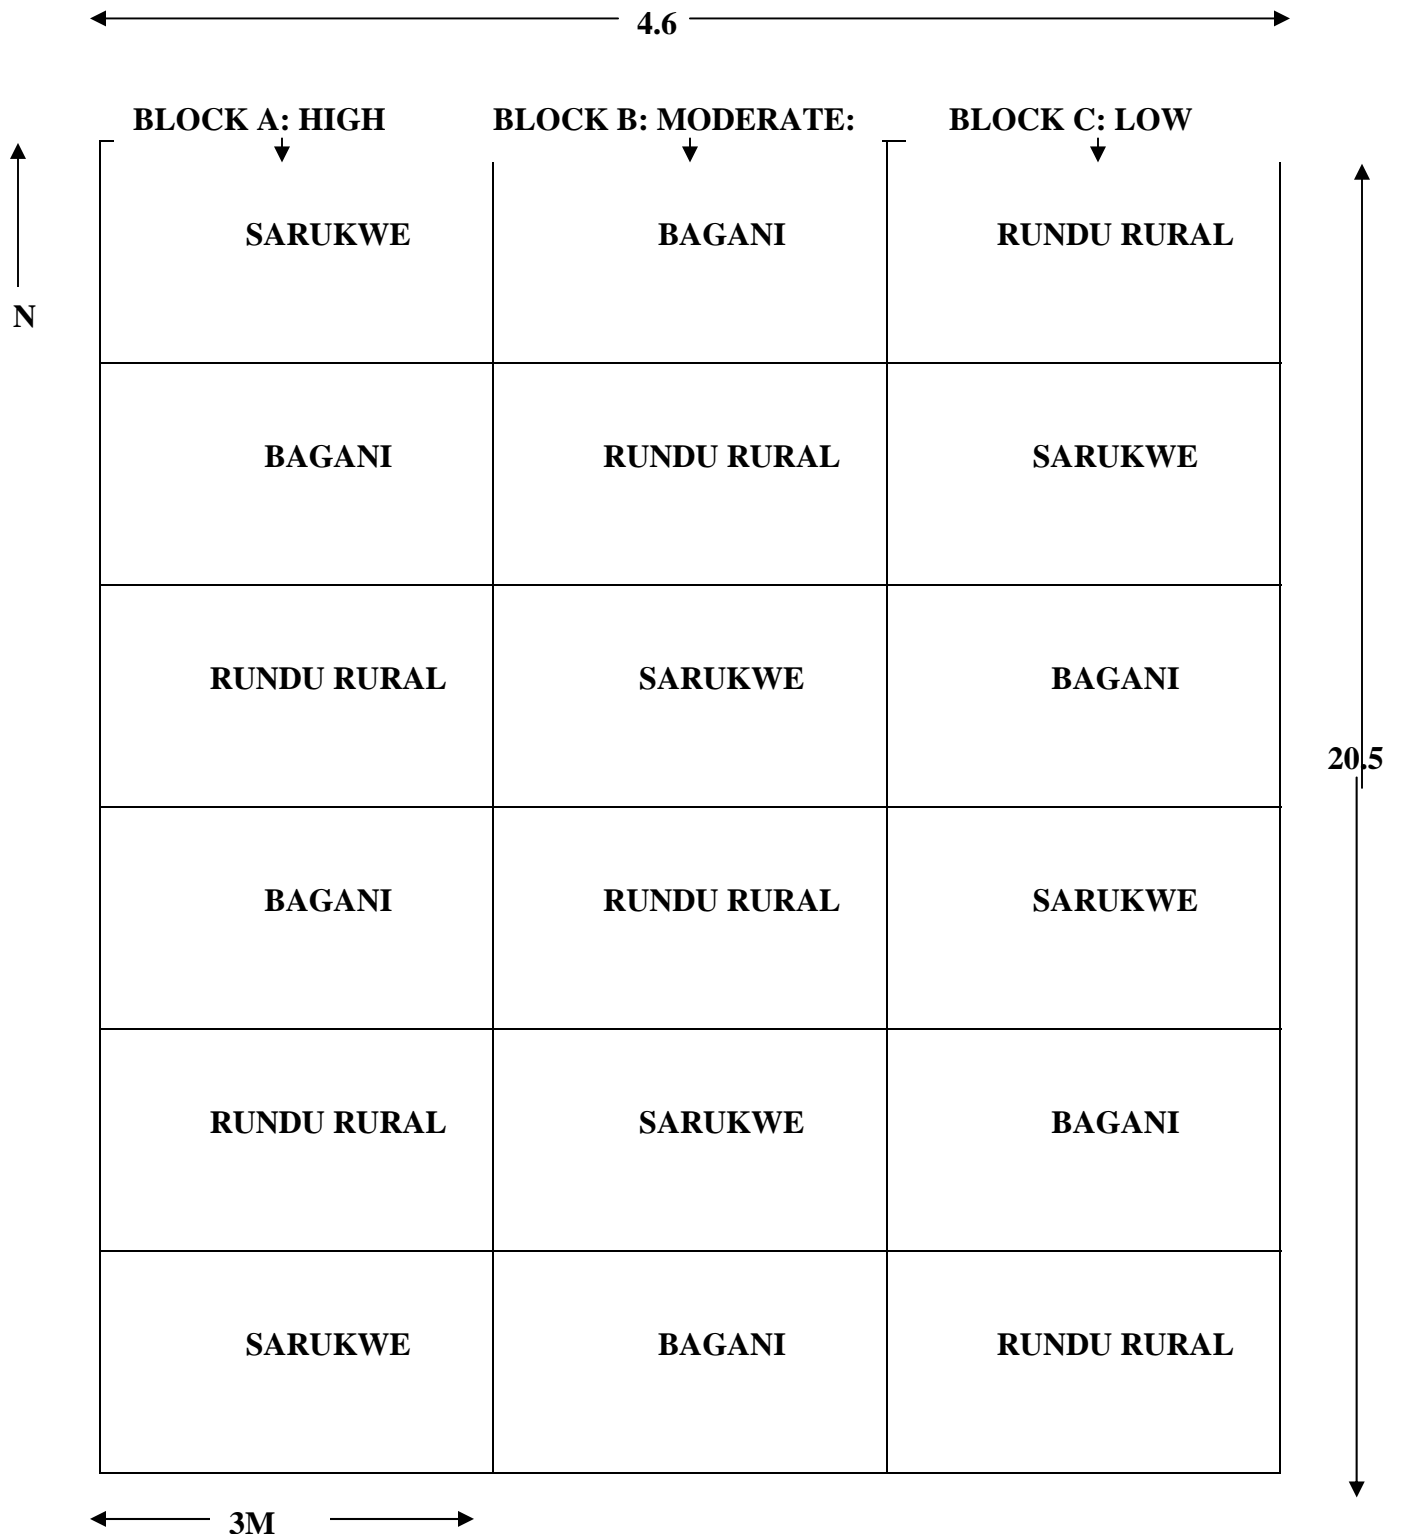 4.6
BLOCK A: HIGH BLOCK B: MODERATE: BLOCK C: LOW
SARUKWE BAGANI RUNDU RURAL
N
BAGANI RUNDU RURAL SARUKWE
RUNDU RURAL SARUKWE BAGANI
20.5
BAGANI RUNDU RURAL SARUKWE
RUNDU RURAL SARUKWE BAGANI
SARUKWE BAGANI RUNDU RURAL
3M